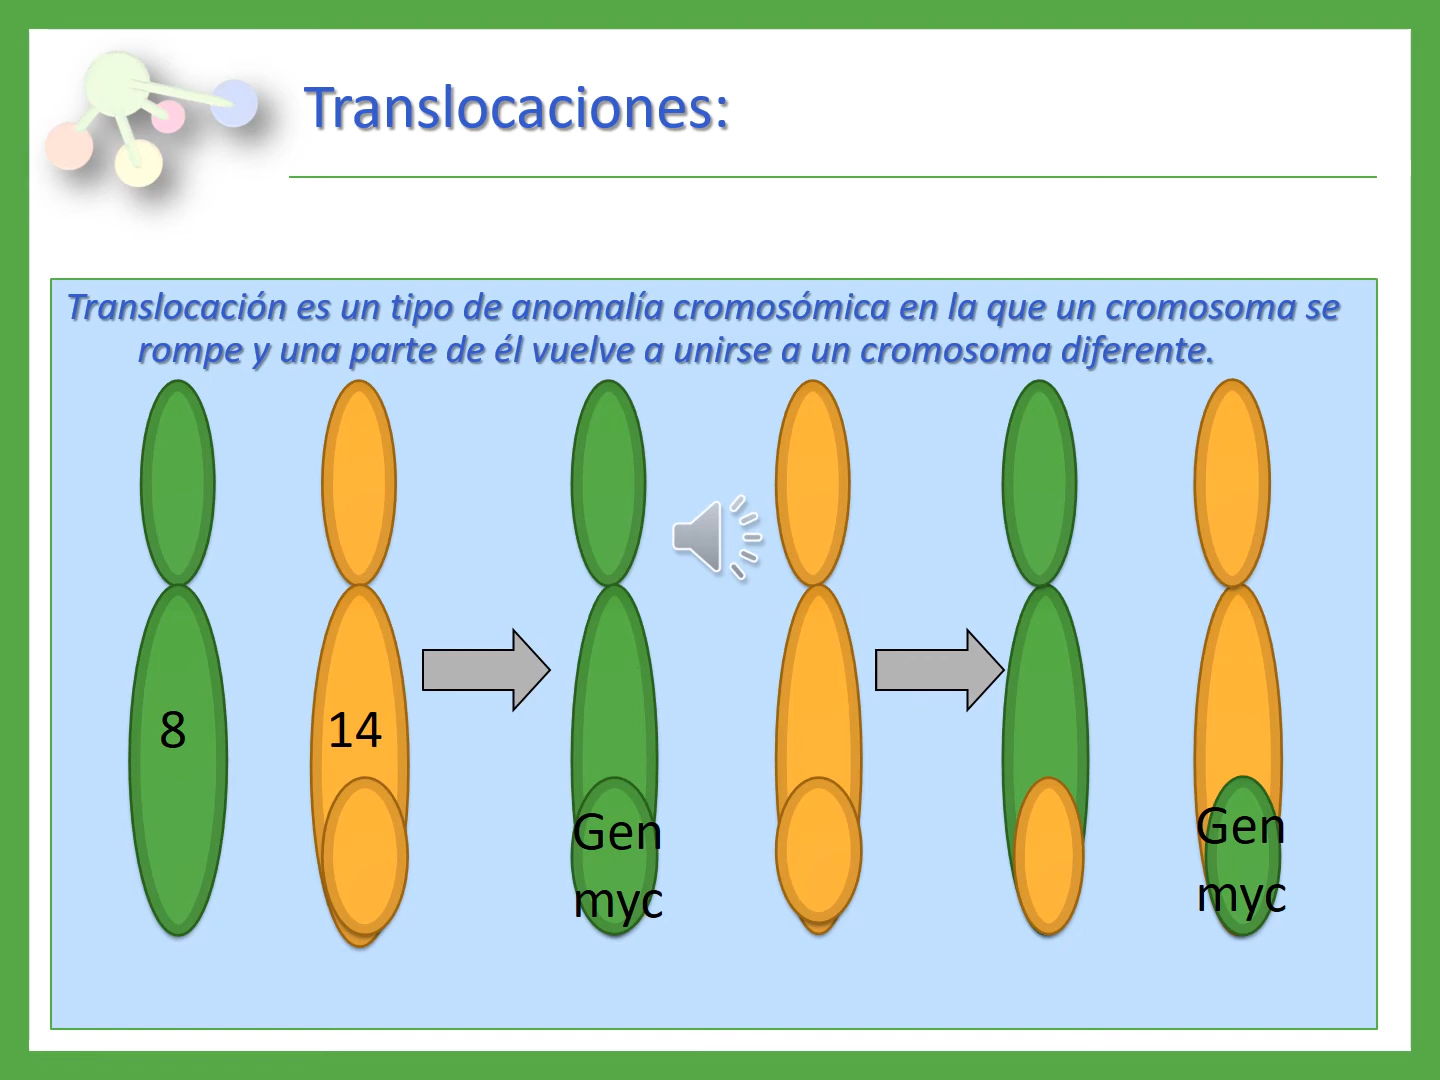 Translocaciones:
Translocación es un tipo de anomalía cromosómica en la que un cromosoma se
rompe y una parte de él vuelve a unirse a un cromosoma diferente.
8
14
Gen
myc
Gen
myc